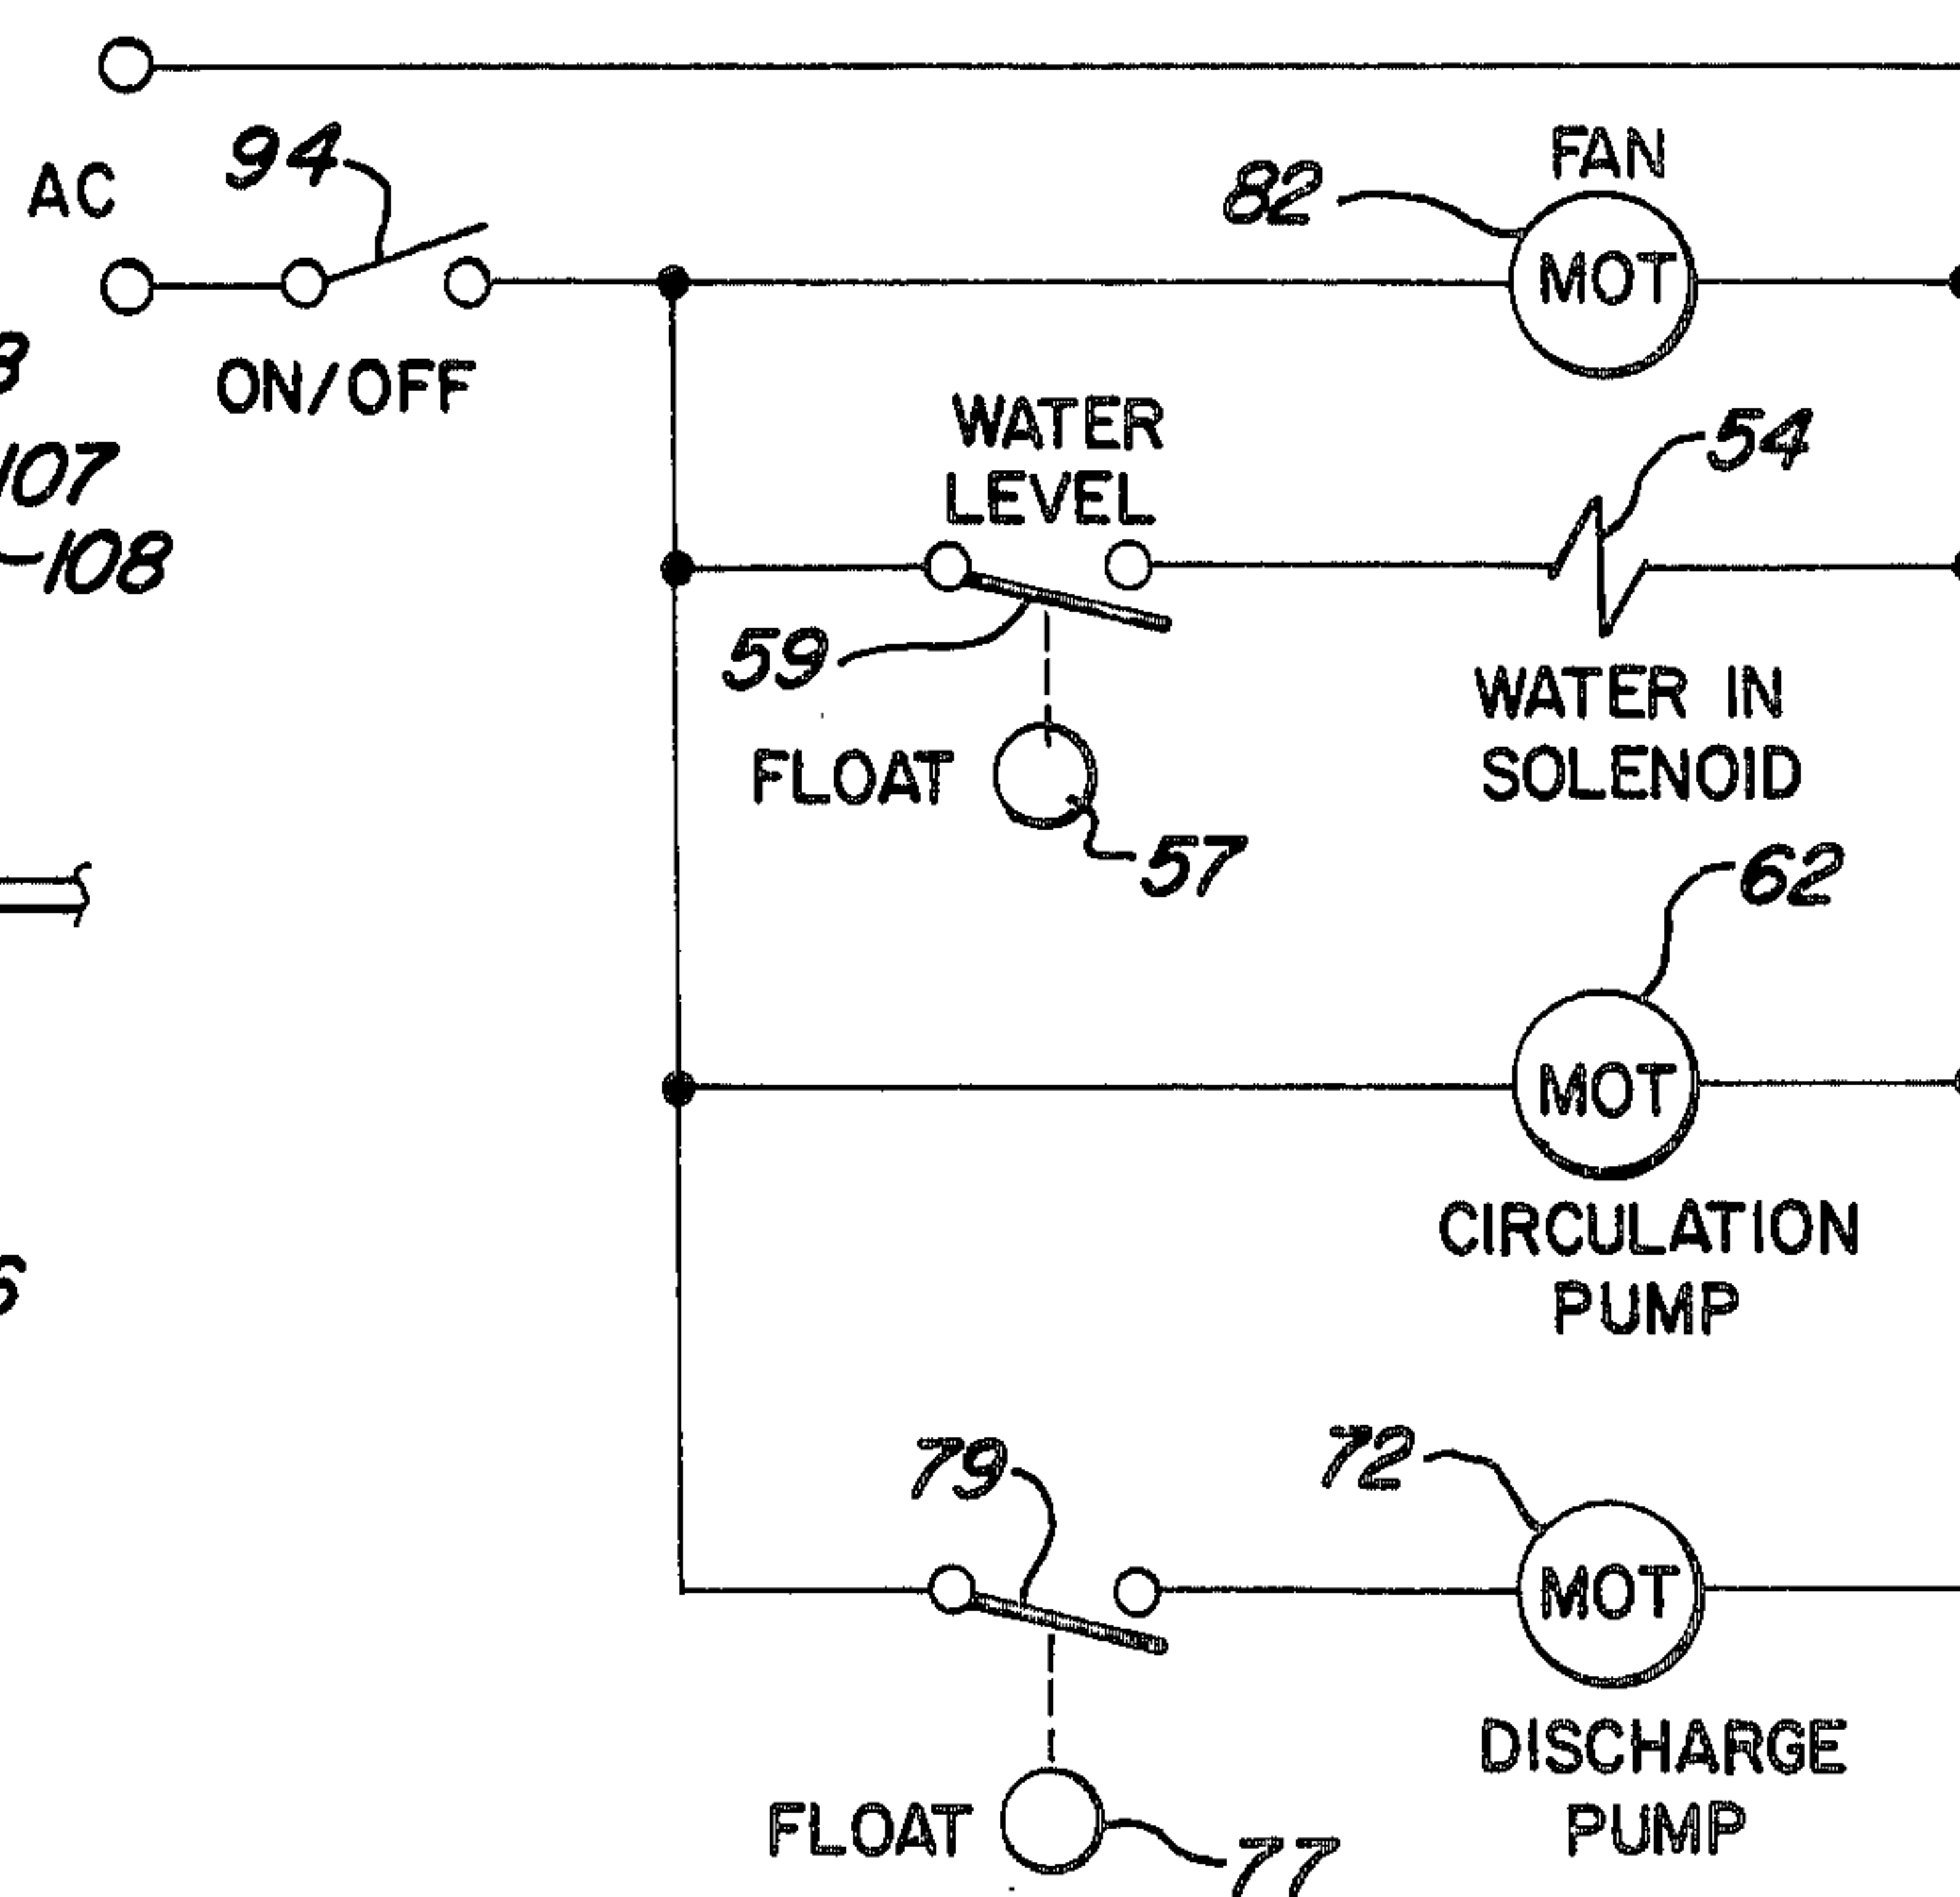 FAN
94
82
AC
MOT
ON/OFF
107
108
WATER
LEVEL
54
59
WATER IN
SOLENOID
FLOAT
57
62
MOT
CIRCULATION
PUMP
79
72
MOT
DISCHARGE
PUMP
FLOAT
77